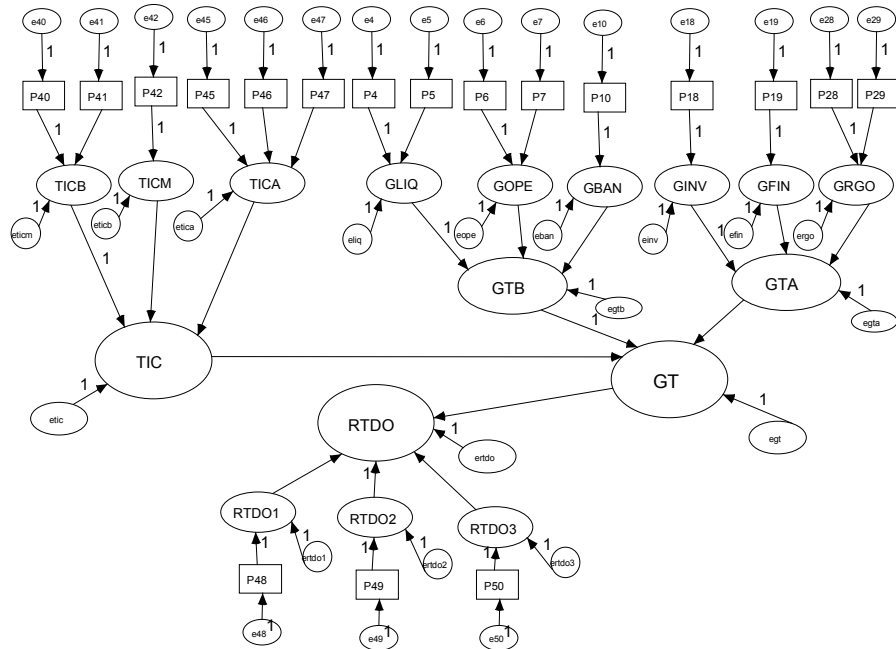 e40 e41 e42 e45 e46 e47 e4 e5 e6 e7 e10 e18 e19 e28 e29
1 1 1 1 1 1 1 1 1 1 1 1 1 1 1
P40 P41 P42 P45 P46 P47 P4 P5 P6 P7 P10 P18 P19 P28 P29
1 1 1 1 1 1 1 1 1 1
TICB TICM TICA GLIQ GOPE GBAN GINV GFIN GRGO
1 1 1 1 1 1 1 1 1
eticm eticb etica eliq eope eban einv efin ergo
1 1 1
GTB GTA
1 1
egtb egta
1
TIC GT
1 1
etic egt
RTDO
1
ertdo
1
RTDO1 RTDO2 RTDO3
1 1 1
1 1 1
ertdo1 ertdo2 ertdo3
P48 P49 P50
1 1 1
e48 e49 e50